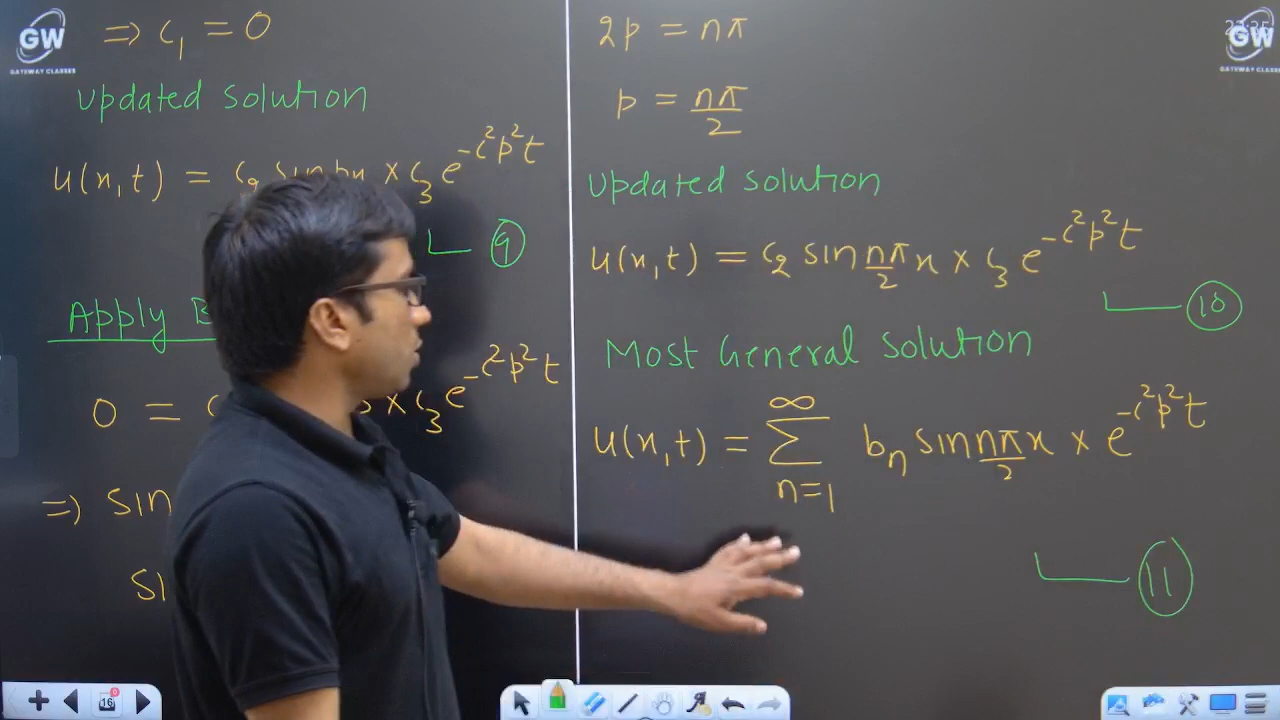 GW
GATEWAY CLASSES
⇒ c₁ = 0
Updated solution
u(x,t) = c₂ sin px × c₃ e^{-c²p²t}
9
Apply B
0 = c × c₃ e^{-c²p²t}
⇒ sin
si
2p = nπ
p = nπ/2
Updated solution
u(x,t) = c₂ sin nπ/2 x × c₃ e^{-c²p²t}
10
Most General solution
u(x,t) = ∑_{n=1}^{∞} bₙ sin nπ/2 x × e^{-c²p²t}
11
GW
GATEWAY CLASSES
16